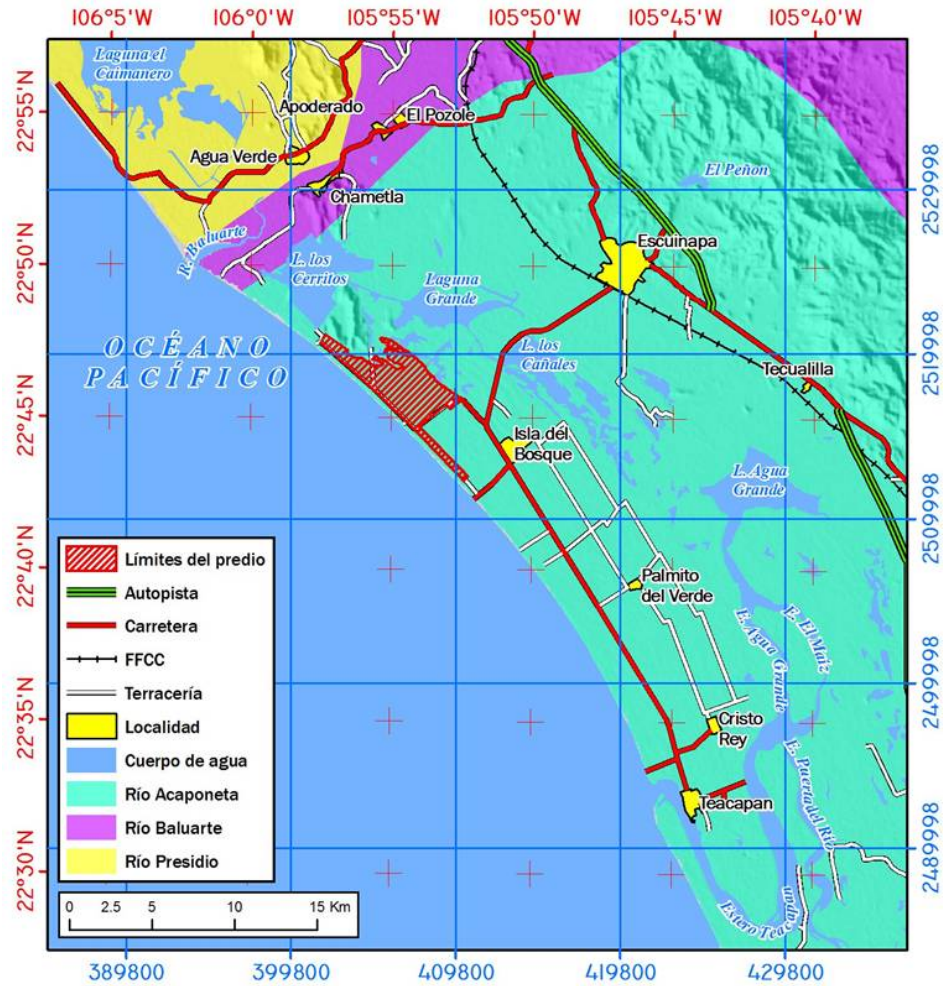 106°5'W 106°0'W 105°55'W 105°50'W 105°45'W 105°40'W
Laguna el
Caimanero
22°55'N
Apoderado
El Pozole
Agua Verde
Chametla
El Peñon
2529998
R. Baluarte
Escuinapa
22°50'N
L. los
Cerritos
Laguna
Grande
OCÉANO
PACÍFICO
L. los
Cañales
2519998
Tecualilla
22°45'N
Isla del
Bosque
L. Agua
Grande
2509998
22°40'N
Palmito
del Verde
E. El Maiz
E. Agua Grande
2499998
22°35'N
Cristo
Rey
E. Puerta del Río
Teacapan
2489998
22°30'N
Estero Teacapan
Límites del predio
Autopista
Carretera
FFCC
Terracería
Localidad
Cuerpo de agua
Río Acaponeta
Río Baluarte
Río Presidio
0 2.5 5 10 15 Km
389800 399800 409800 419800 429800